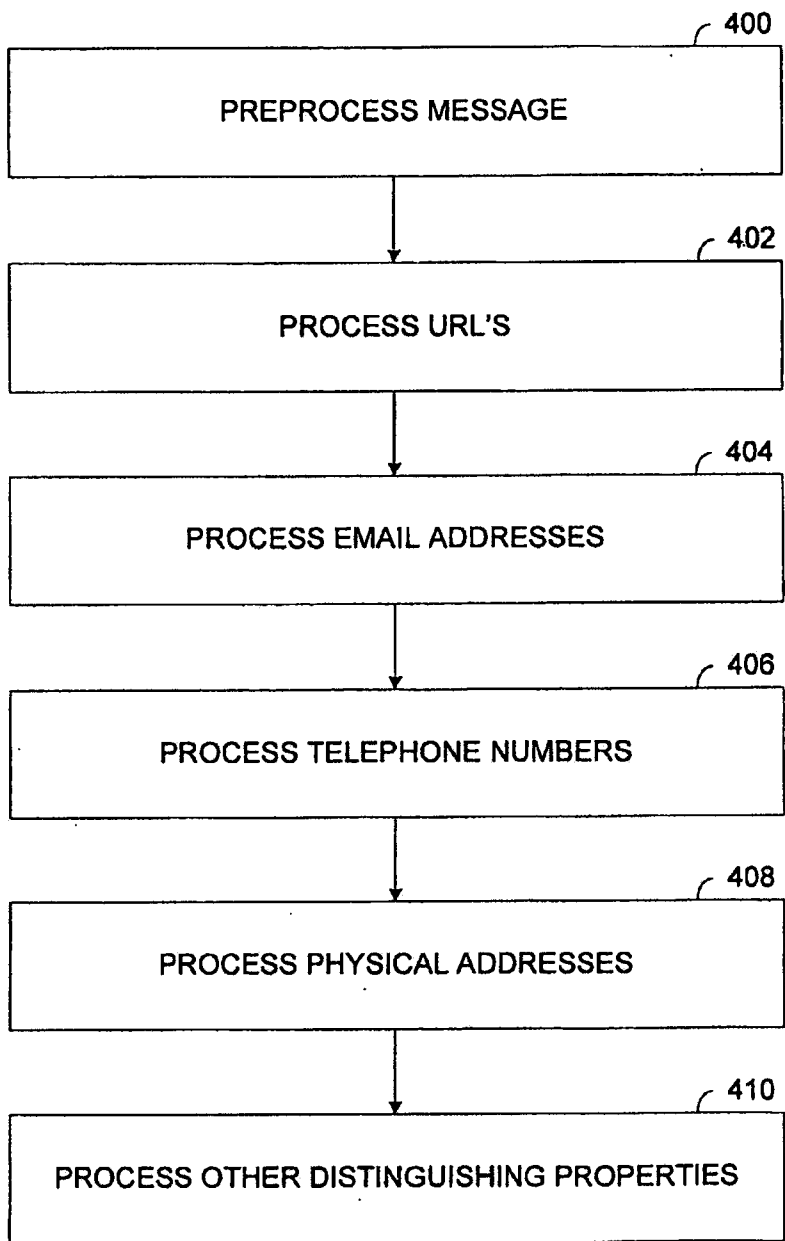 400
PREPROCESS MESSAGE
402
PROCESS URL'S
404
PROCESS EMAIL ADDRESSES
406
PROCESS TELEPHONE NUMBERS
408
PROCESS PHYSICAL ADDRESSES
410
PROCESS OTHER DISTINGUISHING PROPERTIES